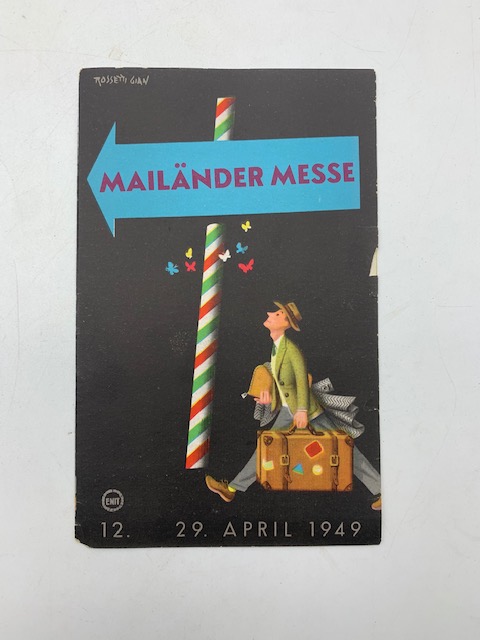 ROSSETTI GIAN
MAILÄNDER MESSE
ENIT
12. 29. APRIL 1949